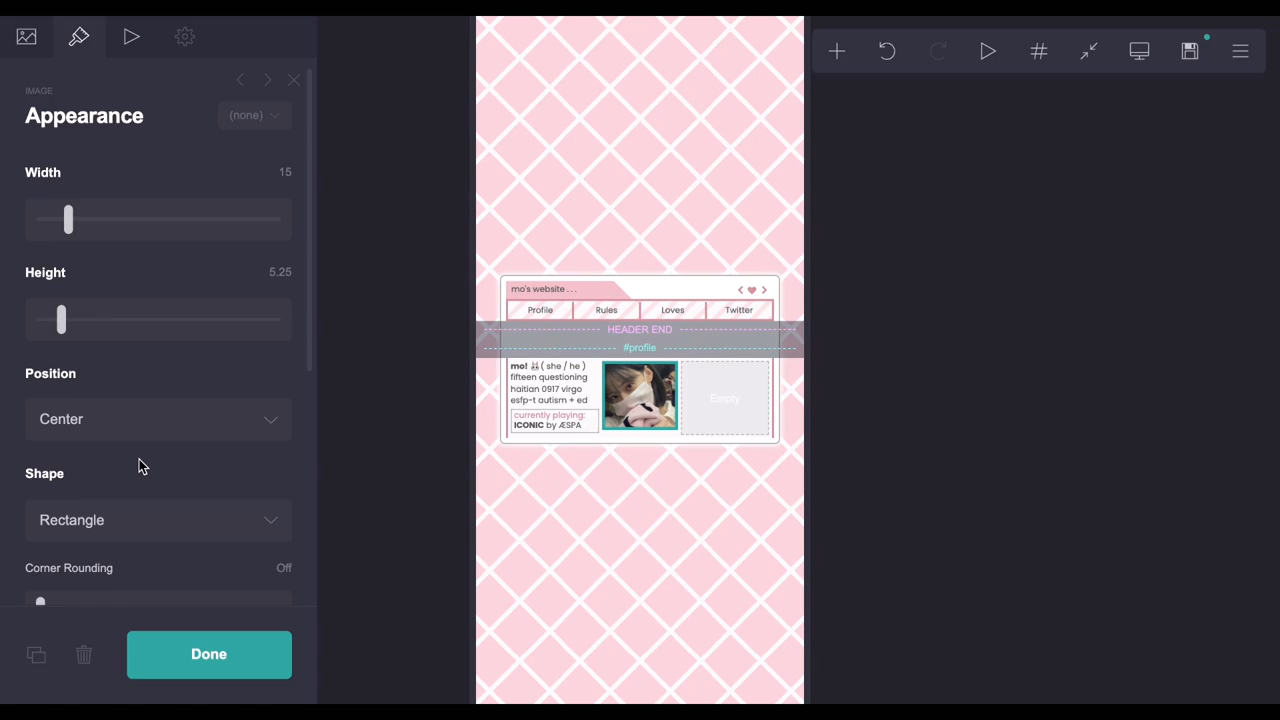 IMAGE
Appearance
(none)
Width
15
Height
5.25
Position
Center
Shape
Rectangle
Corner Rounding
Off
Done
mo's website . . .
Profile
Rules
Loves
Twitter
HEADER END
#profile
mo! 🐰 ( she / he )
fifteen questioning
haitian 0917 virgo
esfp-t autism + ed
currently playing:
ICONIC by ÆSPA
Empty